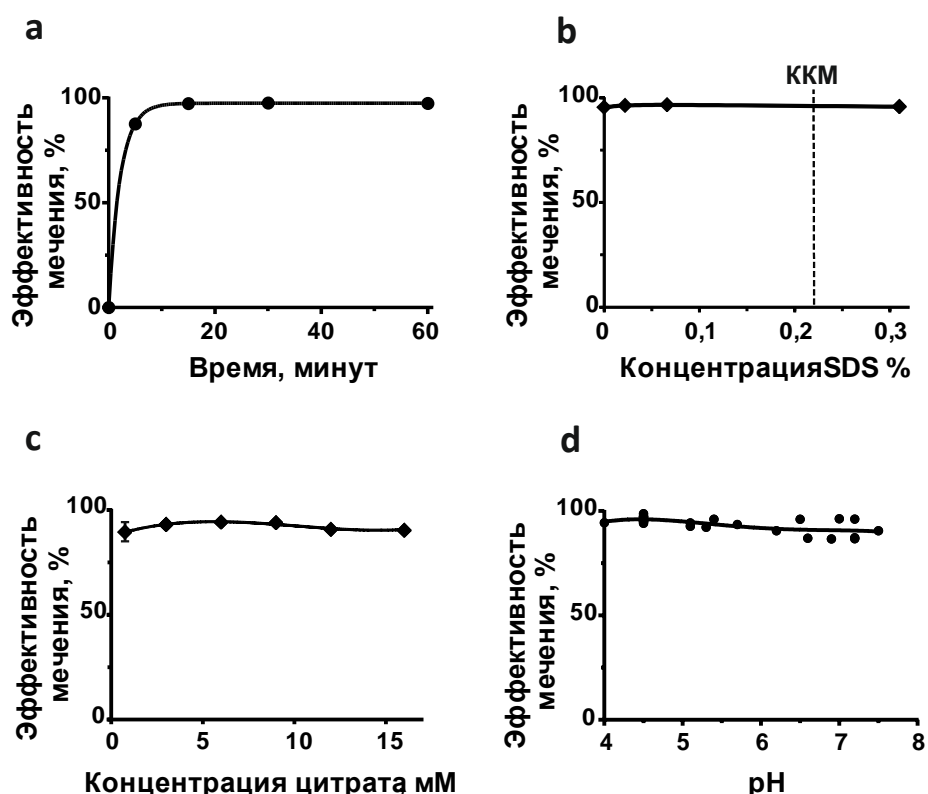 a
Эффективность
мечения, %
100
50
0
0 20 40 60
Время, минут
b
ККМ
Эффективность
мечения, %
100
50
0
0 0,1 0,2 0,3
КонцентрацияSDS %
c
Эффективность
мечения, %
100
50
0
0 5 10 15
Концентрация цитрата мМ
d
Эффективность
мечения, %
100
50
0
4 5 6 7 8
pH